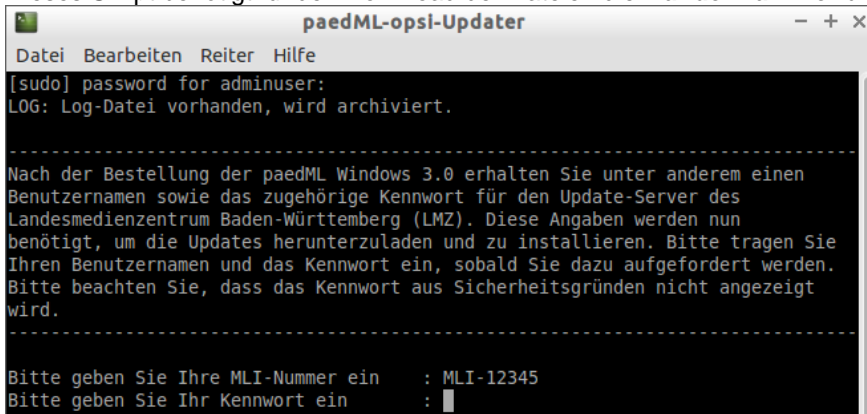 paedML-opsi-Updater
Datei Bearbeiten Reiter Hilfe
[sudo] password for adminuser:
LOG: Log-Datei vorhanden, wird archiviert.
--------------------------------------------------------------------------------
Nach der Bestellung der paedML Windows 3.0 erhalten Sie unter anderem einen
Benutzernamen sowie das zugehörige Kennwort für den Update-Server des
Landesmedienzentrum Baden-Württemberg (LMZ). Diese Angaben werden nun
benötigt, um die Updates herunterzuladen und zu installieren. Bitte tragen Sie
Ihren Benutzernamen und das Kennwort ein, sobald Sie dazu aufgefordert werden.
Bitte beachten Sie, dass das Kennwort aus Sicherheitsgründen nicht angezeigt
wird.
--------------------------------------------------------------------------------
Bitte geben Sie Ihre MLI-Nummer ein : MLI-12345
Bitte geben Sie Ihr Kennwort ein :